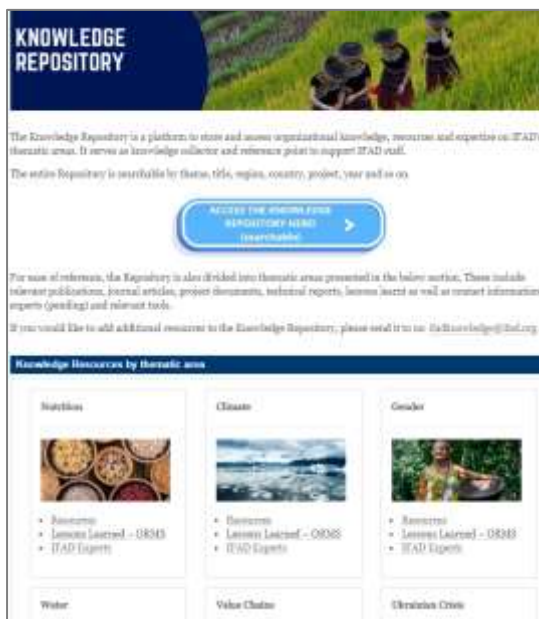 KNOWLEDGE
REPOSITORY
The Knowledge Repository is a platform to store and access organizational knowledge, resources and expertise on IFAD's
thematic areas. It serves as knowledge collector and reference point to support IFAD staff.
The entire Repository is searchable by theme, title, region, country, project, year and so on.
ACCESS THE KNOWLEDGE
REPOSITORY HERE!
(searchable)
For ease of reference, the Repository is also divided into thematic areas presented in the below section. These include
relevant publications, journal articles, project documents, technical reports, lessons learnt as well as contact information
experts (pending) and relevant tools.
If you would like to add additional resources to the Knowledge Repository, please send it to us:
Knowledge Resources by thematic area
Nutrition Climate Gender
Resources Resources Resources
Lessons Learned – ORMS Lessons Learned – ORMS Lessons Learned – ORMS
IFAD Experts IFAD Experts IFAD Experts
Water Value Chains Ukrainian Crisis